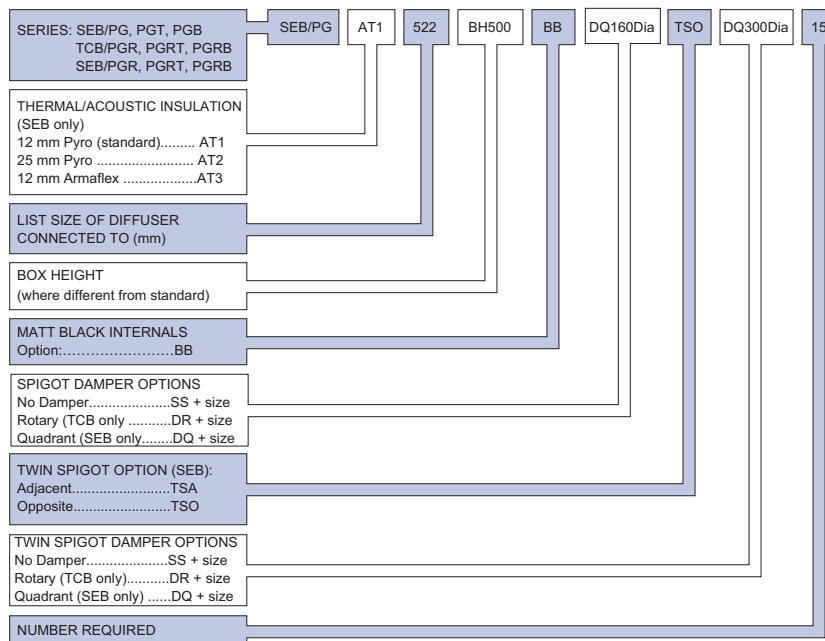 SERIES: SEB/PG, PGT, PGB
TCB/PGR, PGRT, PGRB
SEB/PGR, PGRT, PGRB
SEB/PG AT1 522 BH500 BB DQ160Dia TSO DQ300Dia 15
THERMAL/ACOUSTIC INSULATION
(SEB only)
12 mm Pyro (standard)......... AT1
25 mm Pyro ......................... AT2
12 mm Armaflex ...................AT3
LIST SIZE OF DIFFUSER
CONNECTED TO (mm)
BOX HEIGHT
(where different from standard)
MATT BLACK INTERNALS
Option:........................BB
SPIGOT DAMPER OPTIONS
No Damper.....................SS + size
Rotary (TCB only ...........DR + size
Quadrant (SEB only........DQ + size
TWIN SPIGOT OPTION (SEB):
Adjacent.........................TSA
Opposite.........................TSO
TWIN SPIGOT DAMPER OPTIONS
No Damper.....................SS + size
Rotary (TCB only)...........DR + size
Quadrant (SEB only) ......DQ + size
NUMBER REQUIRED